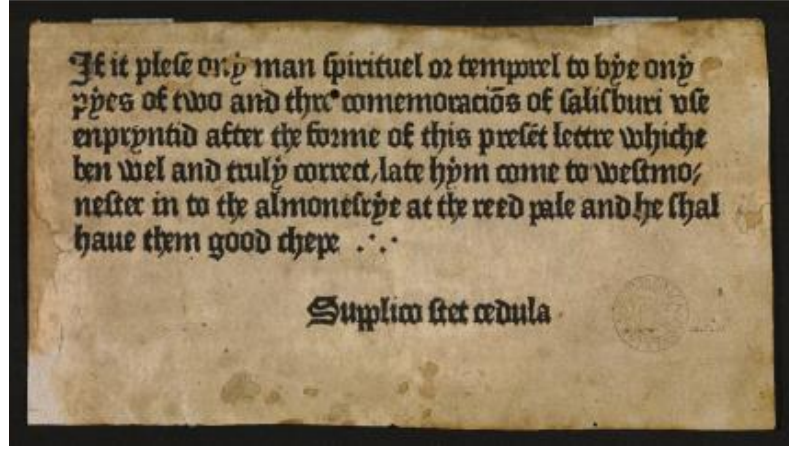 If it plese ony man spirituel or temporel to bye ony
pyes of two and thre comemoraciōs of salisburi vse
enpryntid after the forme of this presēt lettre whiche
ben wel and truly correct, late hym come to westmo⸗
nester in to the almonesrye at the reed pale and he shal
haue them good chepe .·.·
Supplico stet cedula